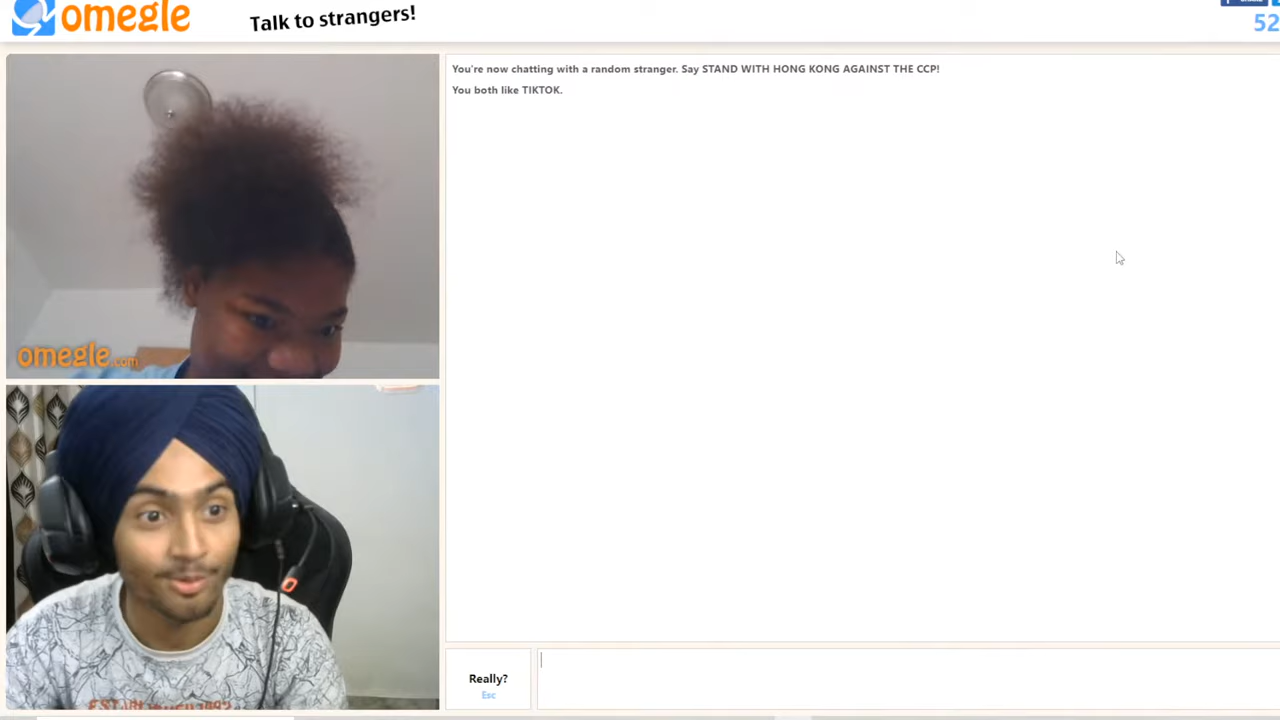 omegle
Talk to strangers!
52
You're now chatting with a random stranger. Say STAND WITH HONG KONG AGAINST THE CCP!
You both like TIKTOK.
omegle.com
Really?
Esc